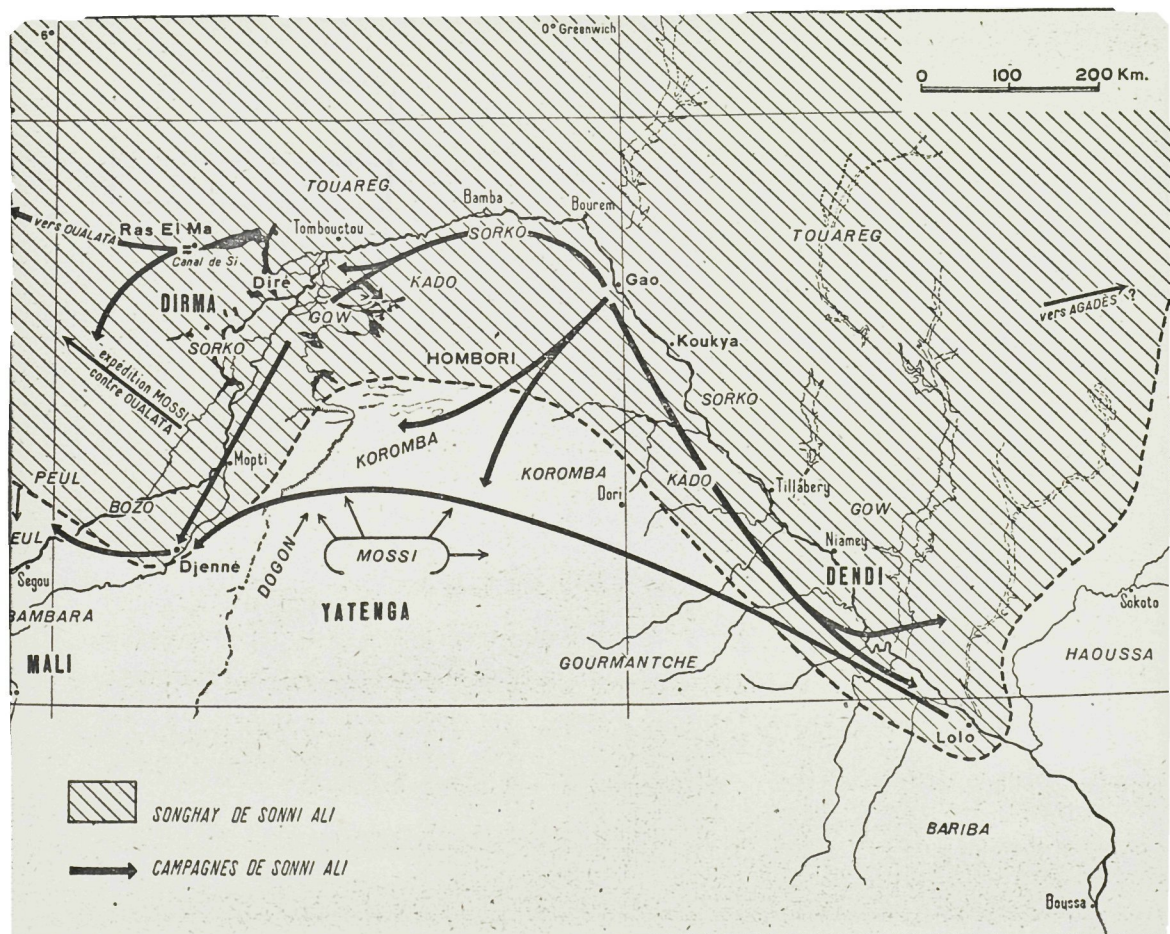 6°
0° Greenwich
0 100 200 Km.
TOUAREG
Bamba
Bourem
vers OUALATA
Ras El Ma
Tombouctou
SORKO
TOUAREG
Canal de Si
Diré
KADO
Gao
DIRMA
GOW
vers AGADÈS ?
SORKO
HOMBORI
Koukya
expédition MOSSI
contre OUALATA
SORKO
Mopti
KOROMBA
KOROMBA
KADO
PEUL
Dori
Tillabery
BOZO
GOW
EUL
MOSSI
Niamey
Segou
Djenné
DOGON
DENDI
BAMBARA
YATENGA
Sokoto
MALI
GOURMANTCHE
HAOUSSA
Lolo
SONGHAY DE SONNI ALI
BARIBA
CAMPAGNES DE SONNI ALI
Boussa